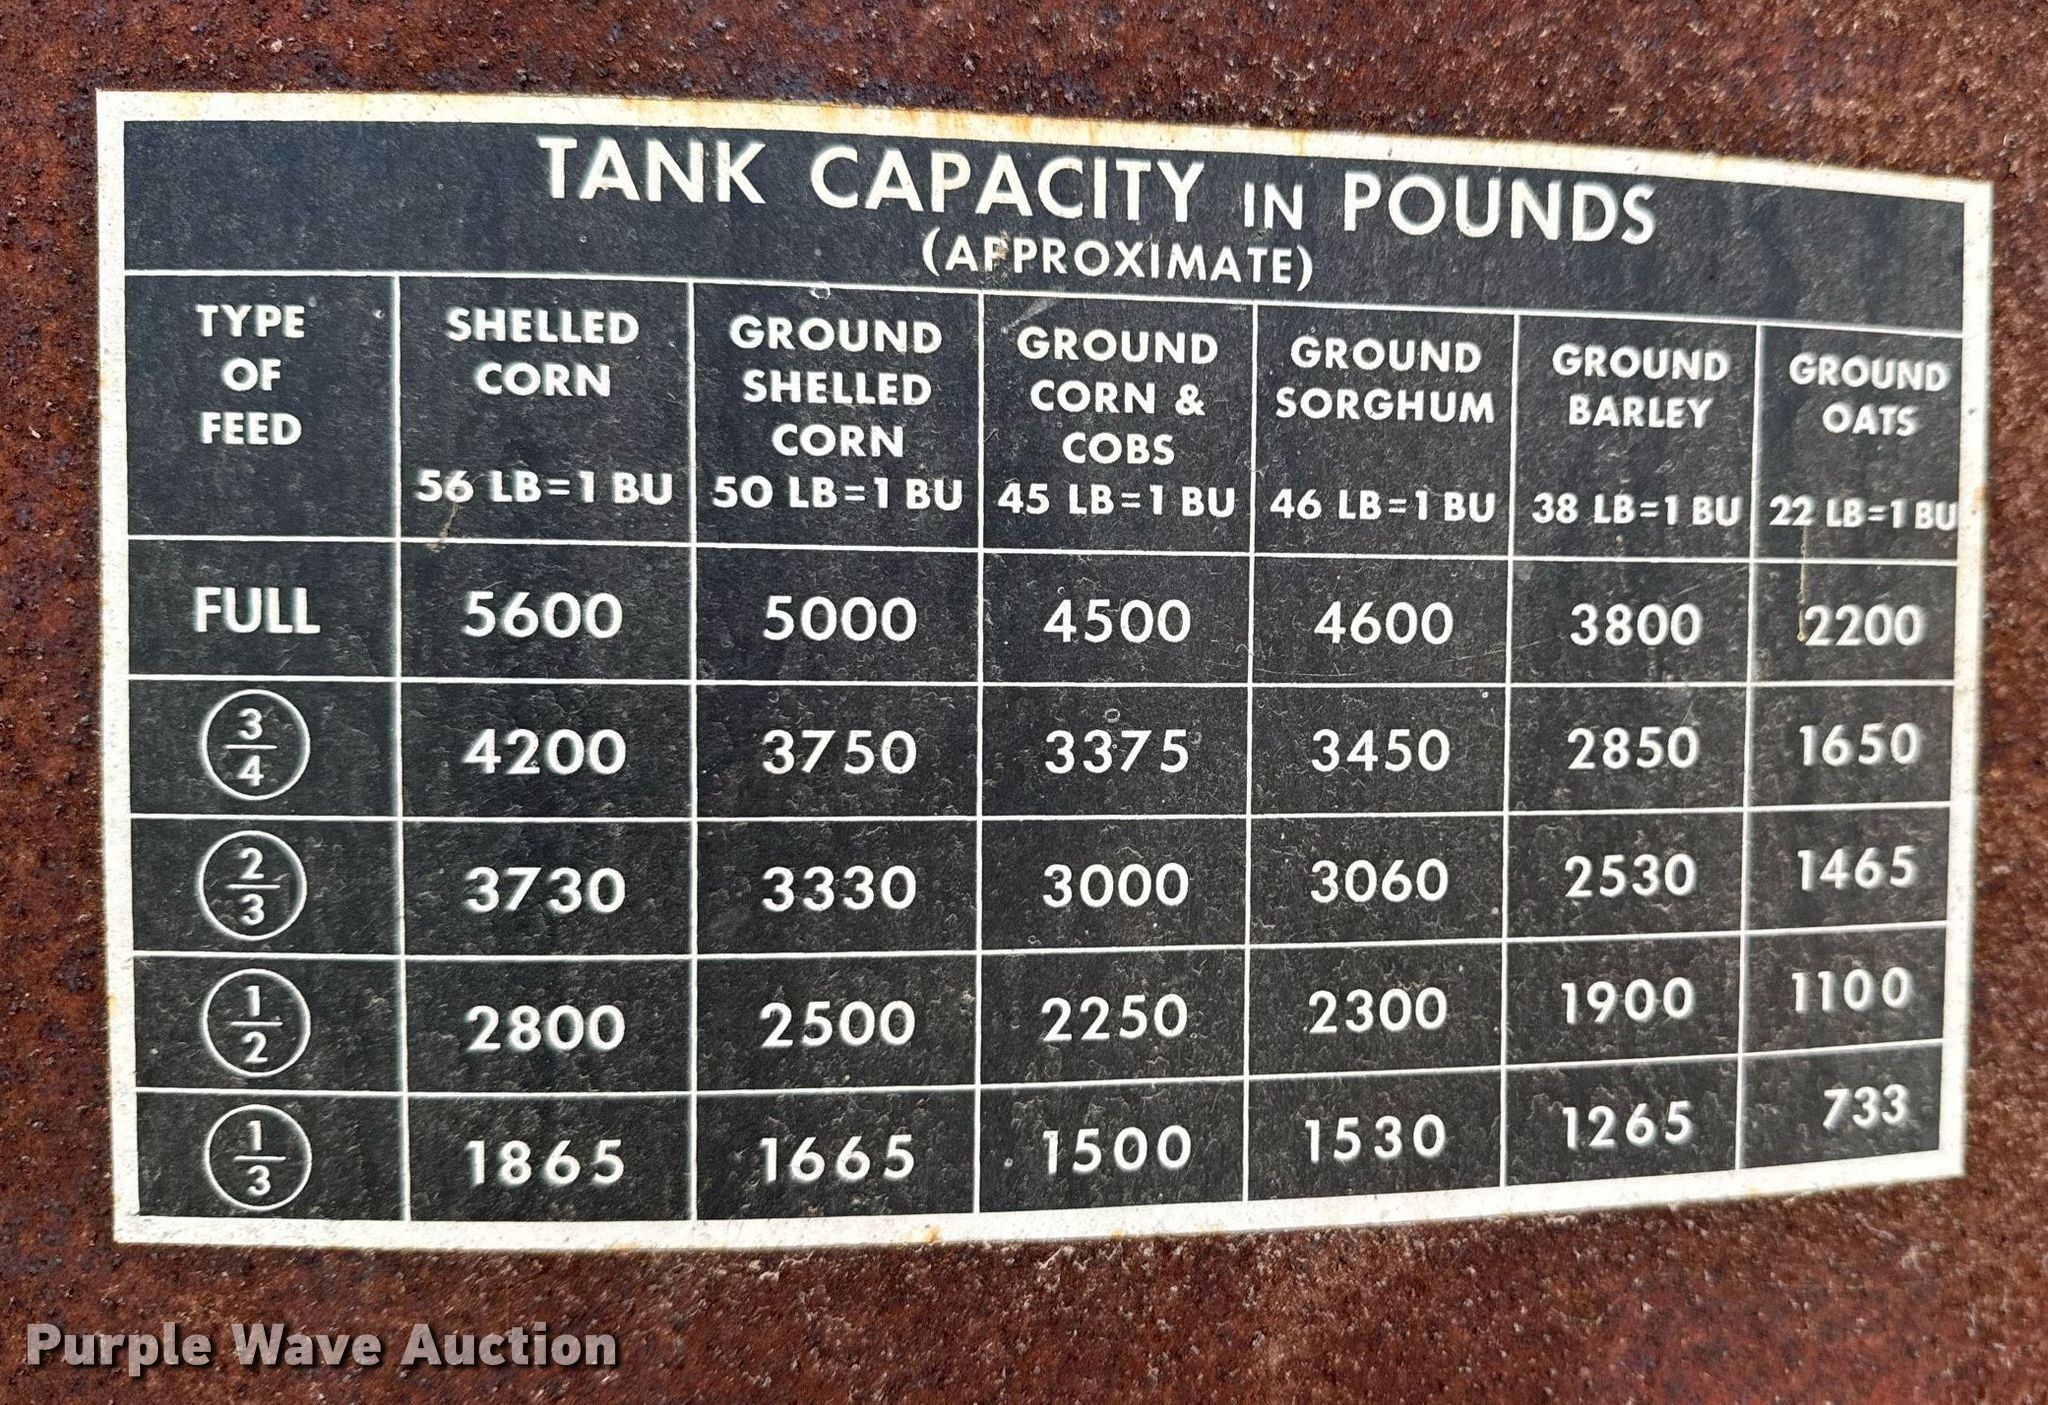 TANK CAPACITY IN POUNDS
(APPROXIMATE)
TYPE OF FEED
SHELLED CORN
56 LB=1 BU
GROUND SHELLED CORN
50 LB=1 BU
GROUND CORN & COBS
45 LB=1 BU
GROUND SORGHUM
46 LB=1 BU
GROUND BARLEY
38 LB=1 BU
GROUND OATS
22 LB=1 BU
FULL 5600 5000 4500 4600 3800 2200
3/4 4200 3750 3375 3450 2850 1650
2/3 3730 3330 3000 3060 2530 1465
1/2 2800 2500 2250 2300 1900 1100
1/3 1865 1665 1500 1530 1265 733
Purple Wave Auction